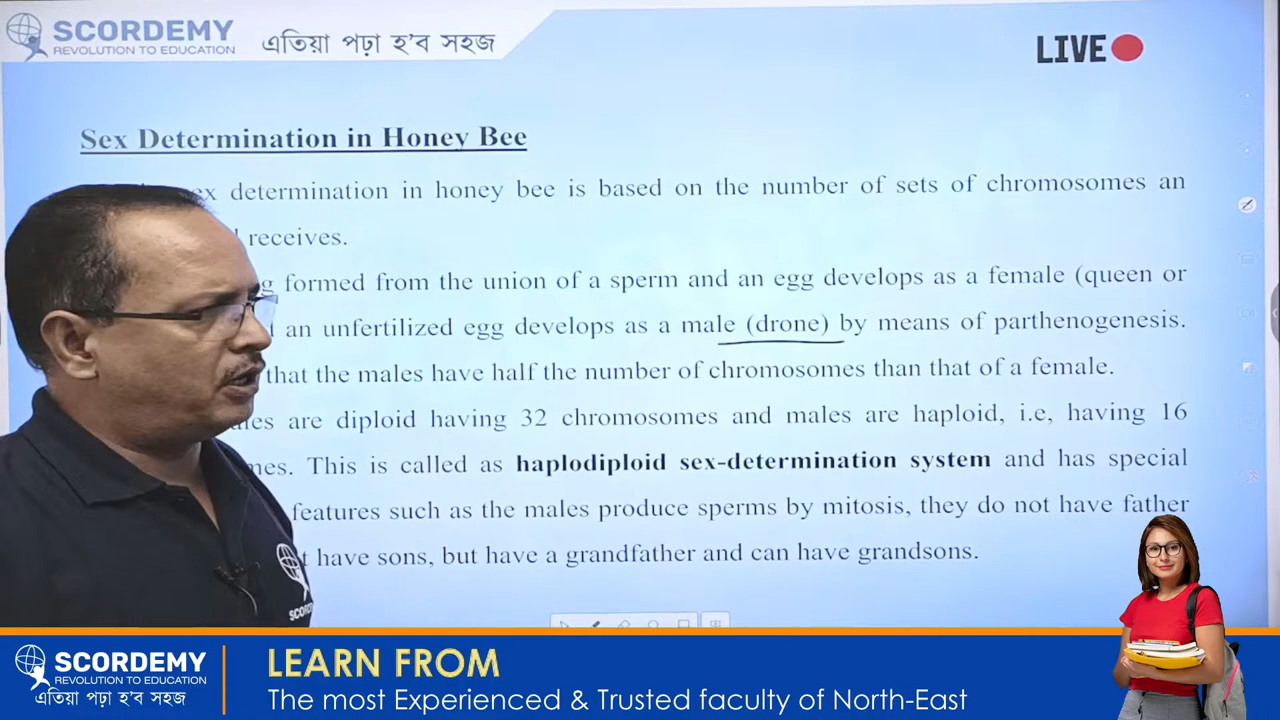 SCORDEMY
REVOLUTION TO EDUCATION
এতিয়া পঢ়া হ'ব সহজ
LIVE
Sex Determination in Honey Bee
determination in honey bee is based on the number of sets of chromosomes an
receives.
formed from the union of a sperm and an egg develops as a female (queen or
an unfertilized egg develops as a male (drone) by means of parthenogenesis.
that the males have half the number of chromosomes than that of a female.
are diploid having 32 chromosomes and males are haploid, i.e, having 16
This is called as haplodiploid sex-determination system and has special
features such as the males produce sperms by mitosis, they do not have father
have sons, but have a grandfather and can have grandsons.
SCORDEMY
REVOLUTION TO EDUCATION
এতিয়া পঢ়া হ'ব সহজ
LEARN FROM
The most Experienced & Trusted faculty of North-East